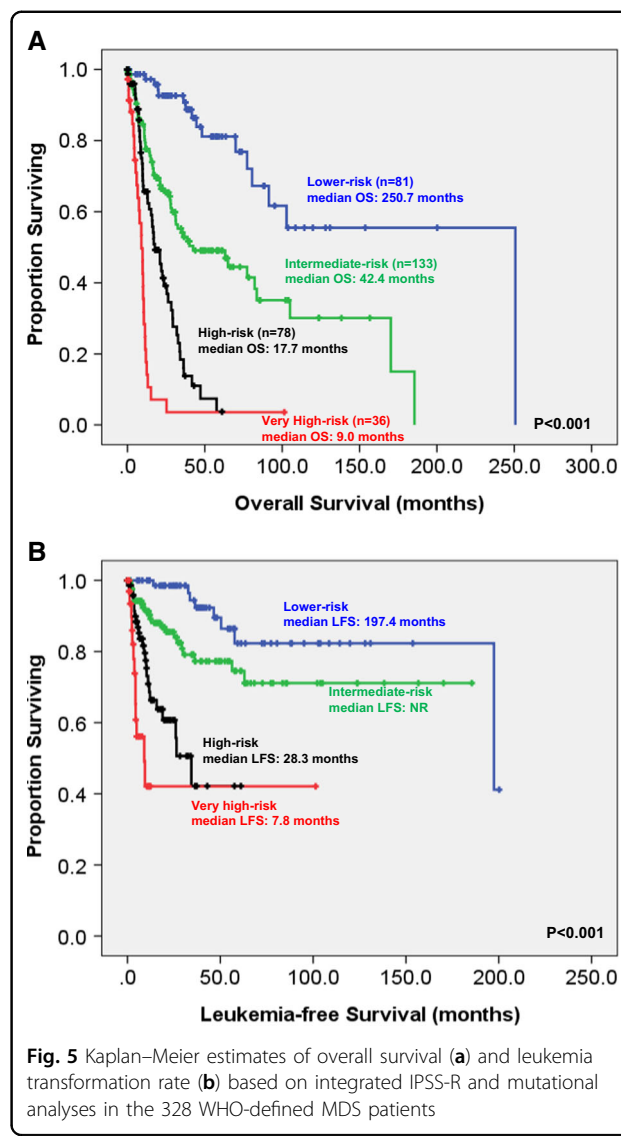 A
Proportion Surviving
1.0
0.8
0.6
0.4
0.2
0.0
Lower-risk (n=81)
median OS: 250.7 months
Intermediate-risk (n=133)
median OS: 42.4 months
High-risk (n=78)
median OS: 17.7 months
Very High-risk (n=36)
median OS: 9.0 months
P<0.001
.0 50.0 100.0 150.0 200.0 250.0 300.0
Overall Survival (months)
B
Proportion Surviving
1.0
0.8
0.6
0.4
0.2
0.0
Lower-risk
median LFS: 197.4 months
Intermediate-risk
median LFS: NR
High-risk
median LFS: 28.3 months
Very high-risk
median LFS: 7.8 months
P<0.001
.0 50.0 100.0 150.0 200.0 250.0
Leukemia-free Survival (months)
Fig. 5 Kaplan–Meier estimates of overall survival (a) and leukemia
transformation rate (b) based on integrated IPSS-R and mutational
analyses in the 328 WHO-defined MDS patients